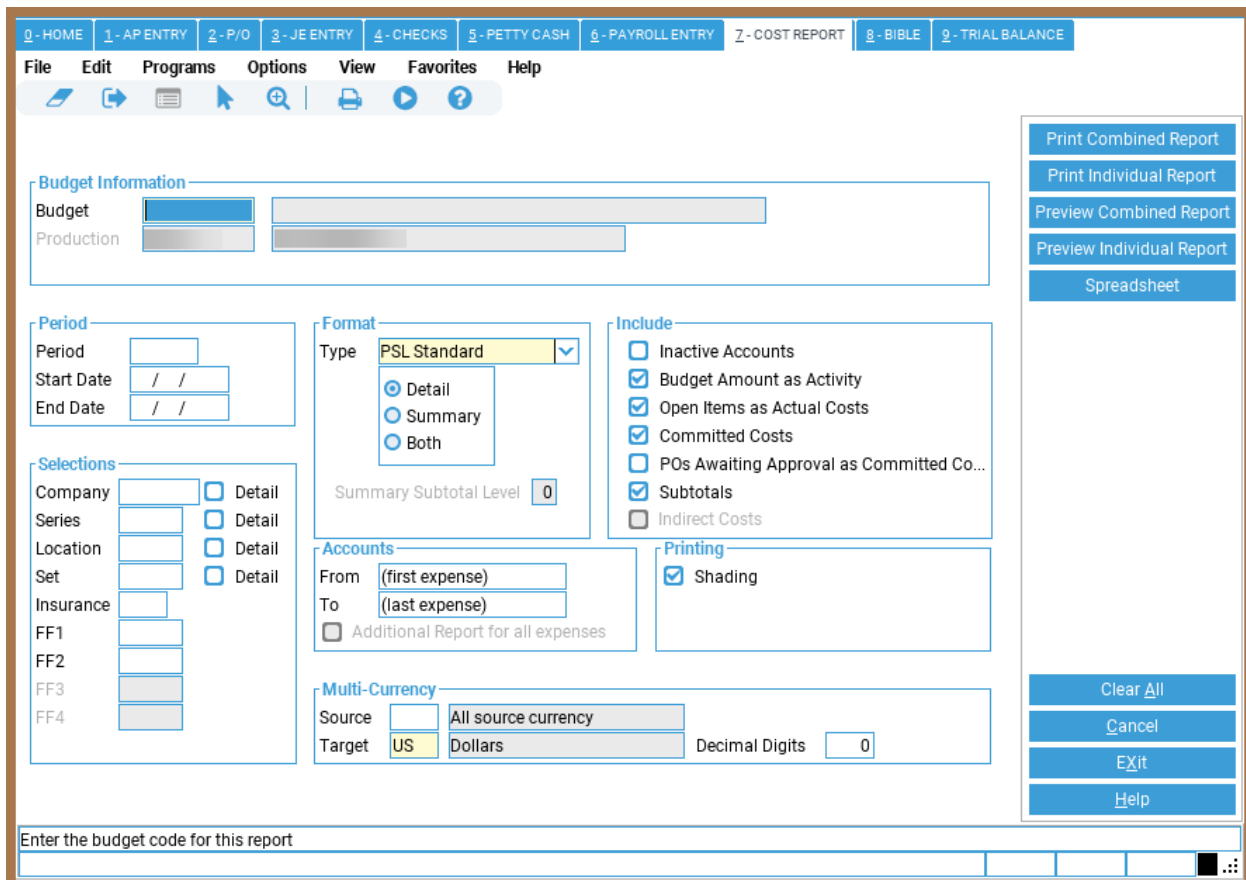 0 - HOME 1 - AP ENTRY 2 - P/O 3 - JE ENTRY 4 - CHECKS 5 - PETTY CASH 6 - PAYROLL ENTRY 7 - COST REPORT 8 - BIBLE 9 - TRIAL BALANCE
File Edit Programs Options View Favorites Help
Budget Information
Budget
Production
Period
Period
Start Date / /
End Date / /
Format
Type PSL Standard
Detail
Summary
Both
Summary Subtotal Level 0
Include
Inactive Accounts
Budget Amount as Activity
Open Items as Actual Costs
Committed Costs
POs Awaiting Approval as Committed Co...
Subtotals
Indirect Costs
Selections
Company Detail
Series Detail
Location Detail
Set Detail
Insurance
FF1
FF2
FF3
FF4
Accounts
From (first expense)
To (last expense)
Additional Report for all expenses
Printing
Shading
Multi-Currency
Source All source currency
Target US Dollars Decimal Digits 0
Print Combined Report
Print Individual Report
Preview Combined Report
Preview Individual Report
Spreadsheet
Clear All
Cancel
EXit
Help
Enter the budget code for this report